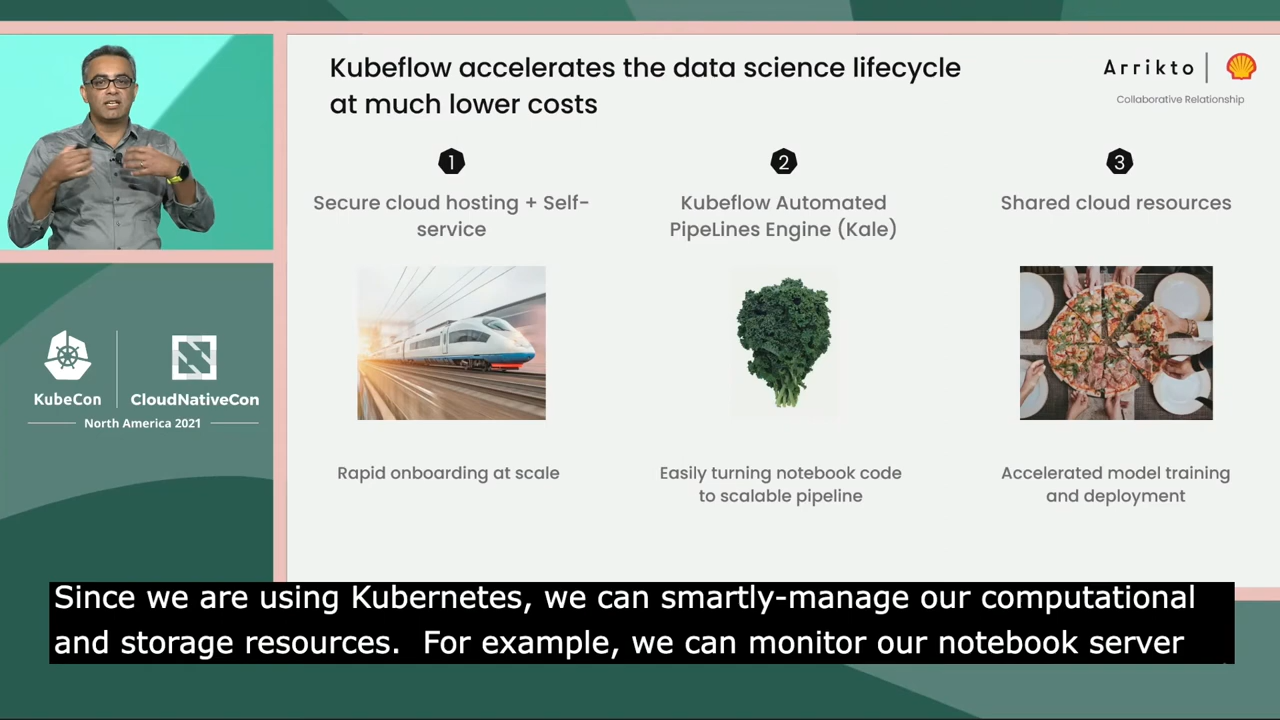 Kubeflow accelerates the data science lifecycle
at much lower costs
Arrikto
Collaborative Relationship
1
Secure cloud hosting + Self-
service
Rapid onboarding at scale
2
Kubeflow Automated
PipeLines Engine (Kale)
Easily turning notebook code
to scalable pipeline
3
Shared cloud resources
Accelerated model training
and deployment
KubeCon
CloudNativeCon
North America 2021
Since we are using Kubernetes, we can smartly-manage our computational
and storage resources.  For example, we can monitor our notebook server